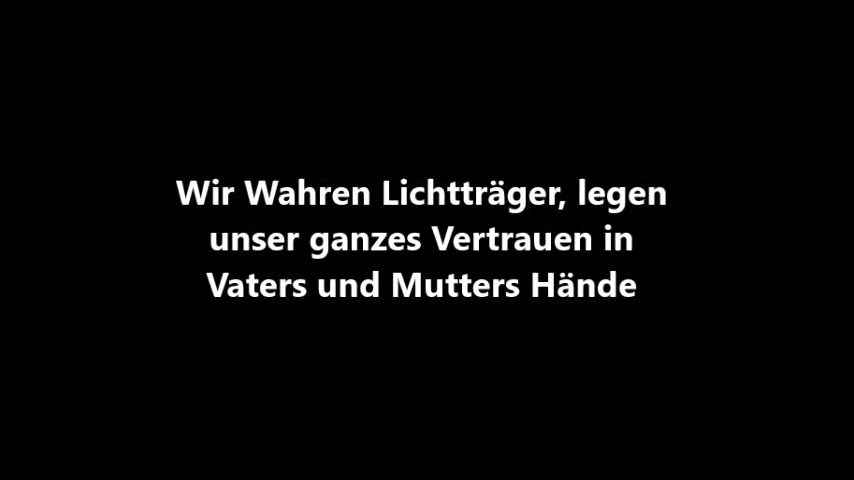 Wir Wahren Lichtträger, legen
unser ganzes Vertrauen in
Vaters und Mutters Hände